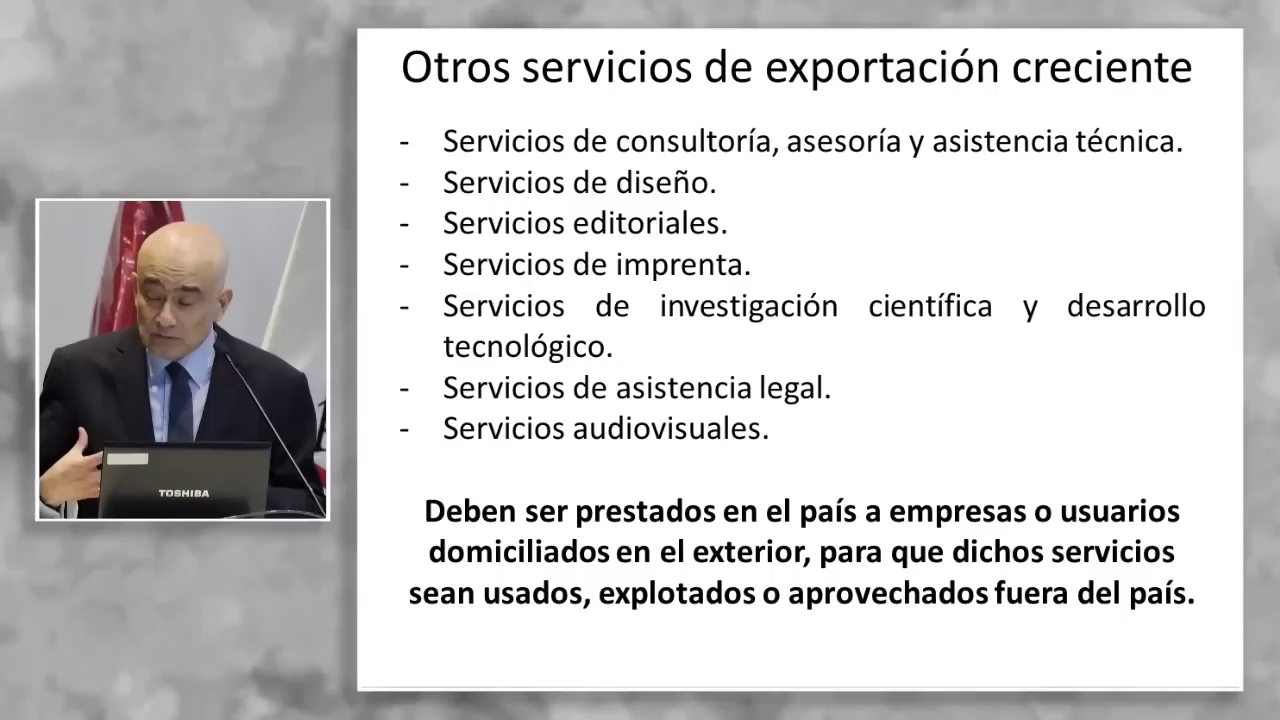 Otros servicios de exportación creciente
- Servicios de consultoría, asesoría y asistencia técnica.
- Servicios de diseño.
- Servicios editoriales.
- Servicios de imprenta.
- Servicios de investigación científica y desarrollo
tecnológico.
- Servicios de asistencia legal.
- Servicios audiovisuales.
Deben ser prestados en el país a empresas o usuarios
domiciliados en el exterior, para que dichos servicios
sean usados, explotados o aprovechados fuera del país.
TOSHIBA